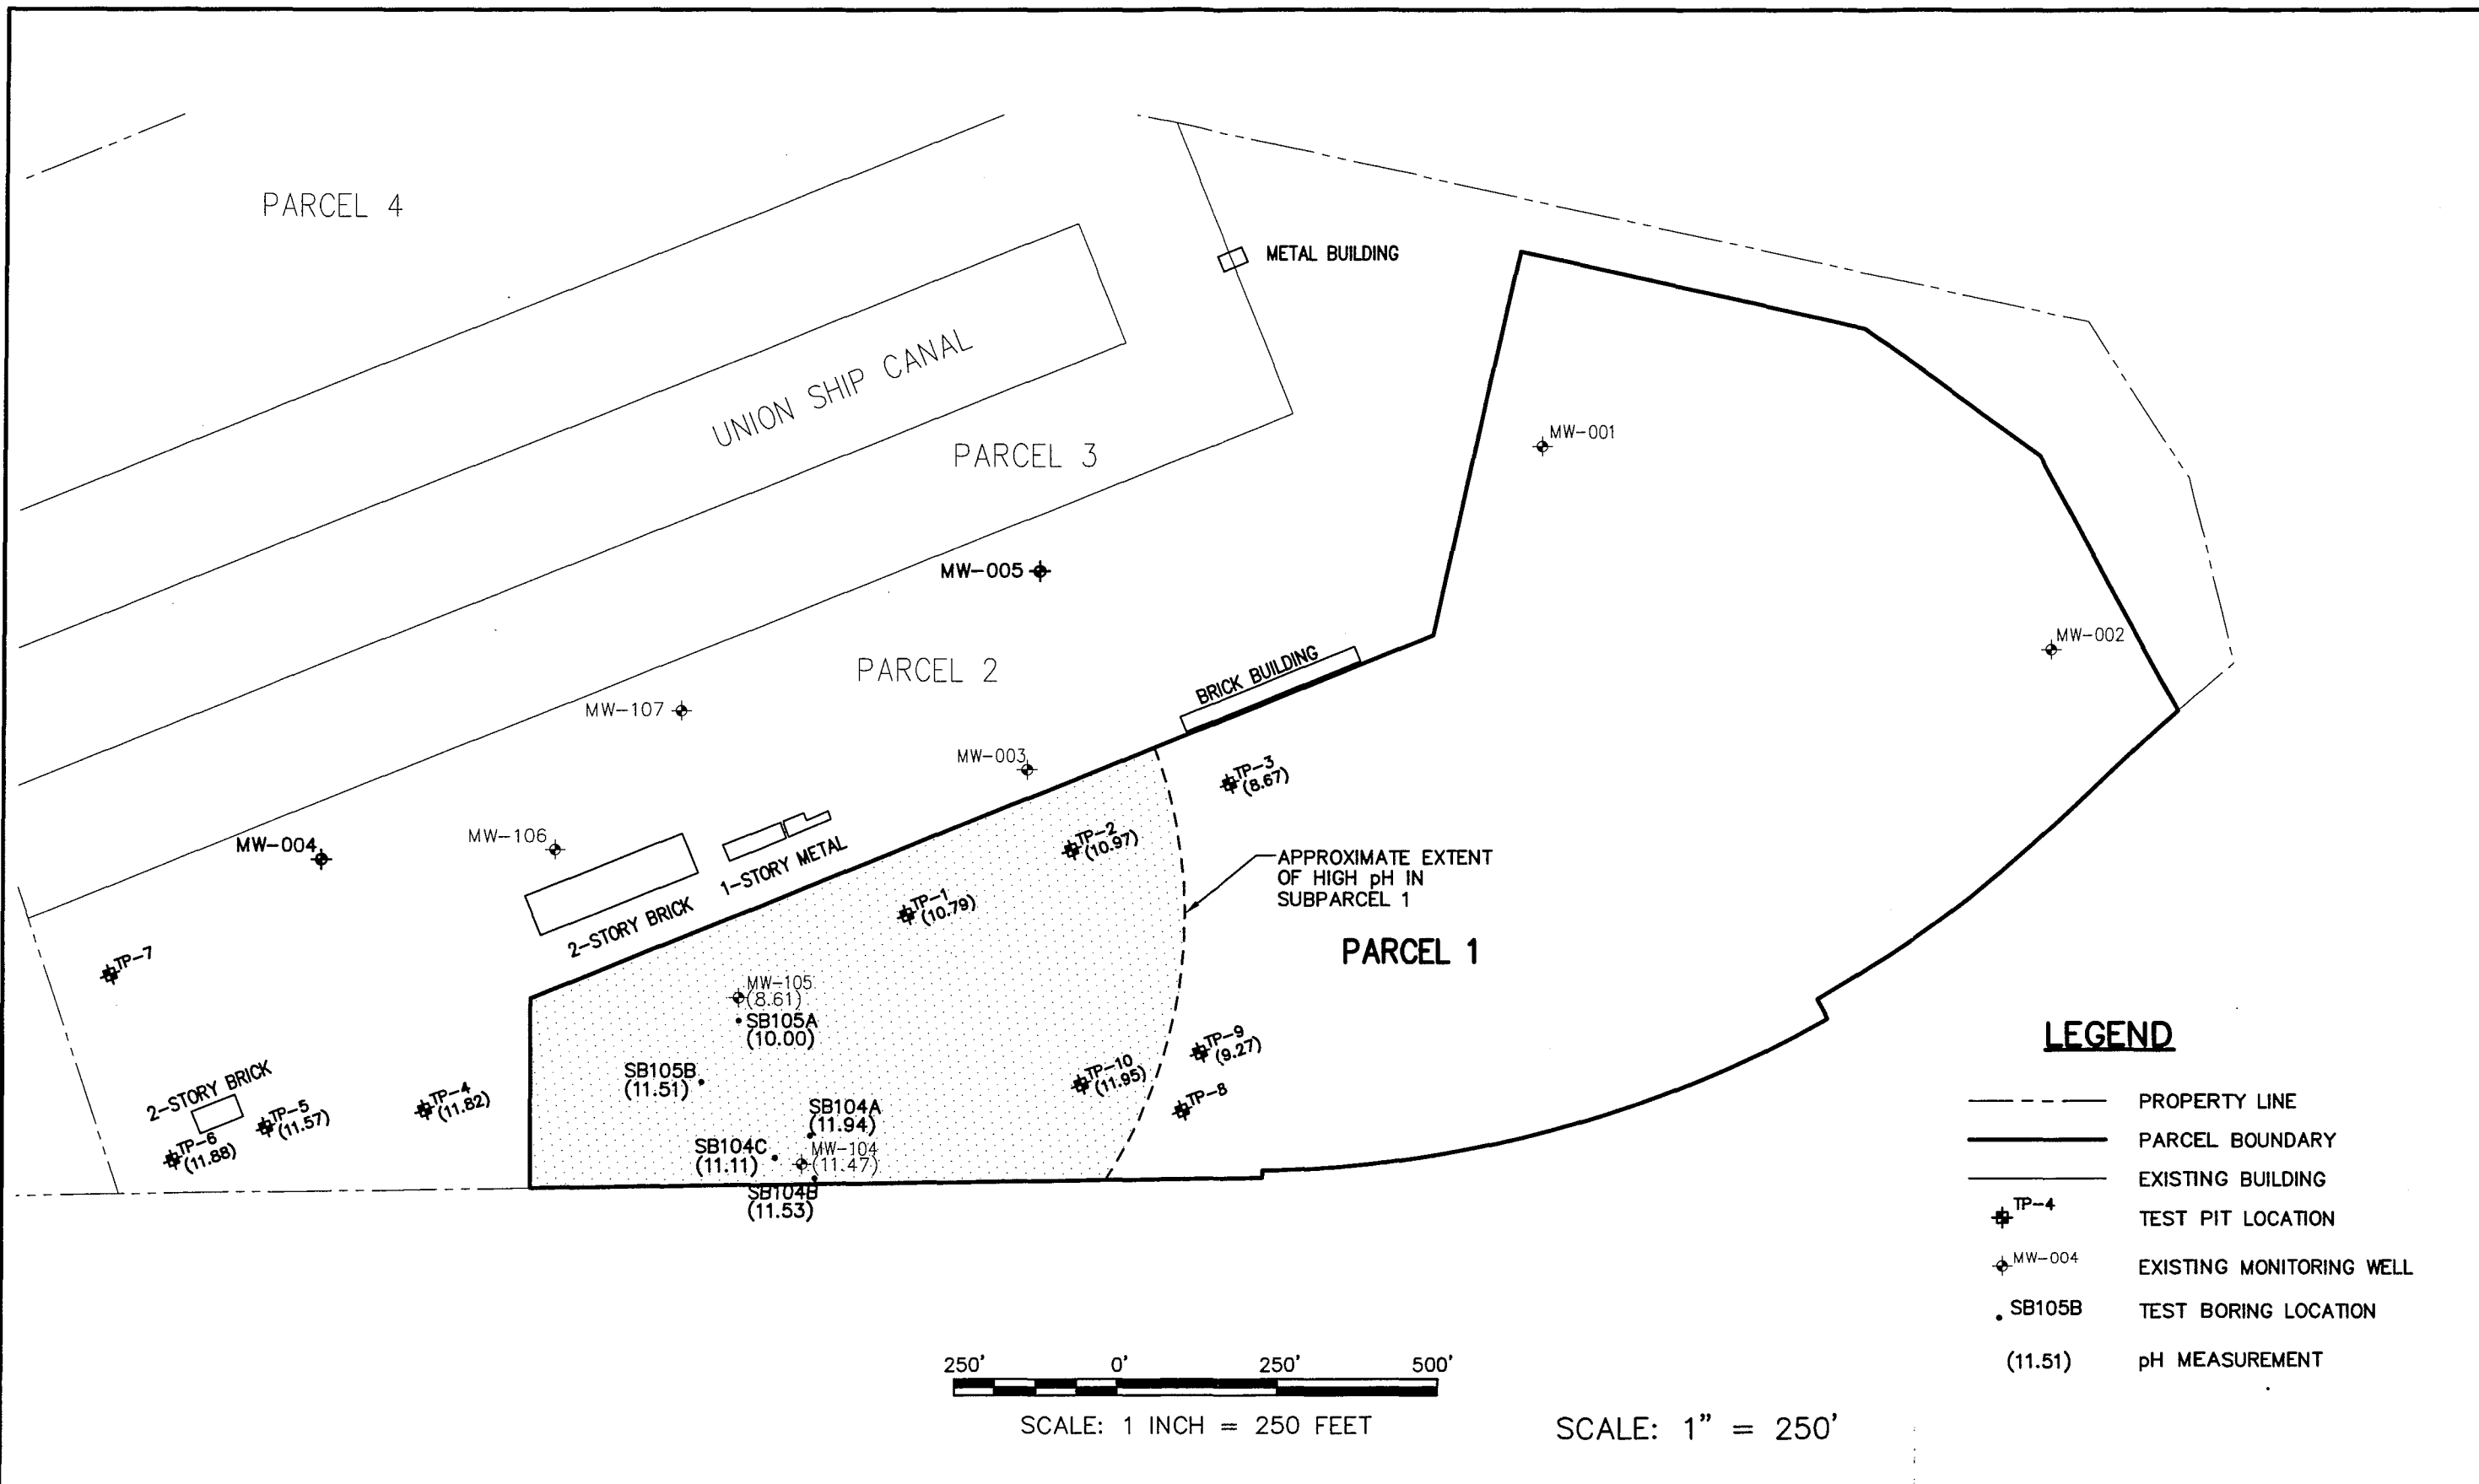 PARCEL 4
METAL BUILDING
UNION SHIP CANAL
PARCEL 3
MW-001
MW-005
MW-002
PARCEL 2
BRICK BUILDING
MW-107
MW-003
TP-3
(8.67)
MW-106
MW-004
TP-2
(10.97)
1-STORY METAL
2-STORY BRICK
APPROXIMATE EXTENT
OF HIGH pH IN
SUBPARCEL 1
TP-1
(10.79)
PARCEL 1
TP-7
MW-105
(8.61)
SB105A
(10.00)
SB105B
(11.51)
TP-9
(9.27)
TP-10
(11.95)
TP-8
2-STORY BRICK
TP-4
(11.82)
TP-5
(11.57)
TP-6
(11.88)
SB104A
(11.94)
SB104C
(11.11)
MW-104
(11.47)
SB104B
(11.53)
LEGEND
PROPERTY LINE
PARCEL BOUNDARY
EXISTING BUILDING
TP-4 TEST PIT LOCATION
MW-004 EXISTING MONITORING WELL
SB105B TEST BORING LOCATION
(11.51) pH MEASUREMENT
250' 0' 250' 500'
SCALE: 1 INCH = 250 FEET
SCALE: 1" = 250'